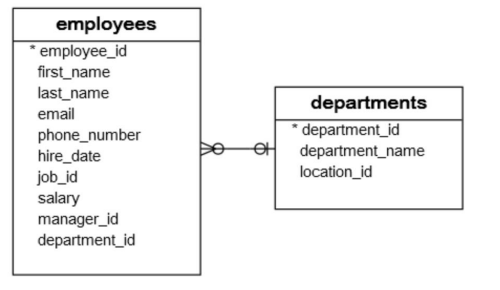 employees
* employee_id
first_name
last_name
email
phone_number
hire_date
job_id
salary
manager_id
department_id
departments
* department_id
department_name
location_id